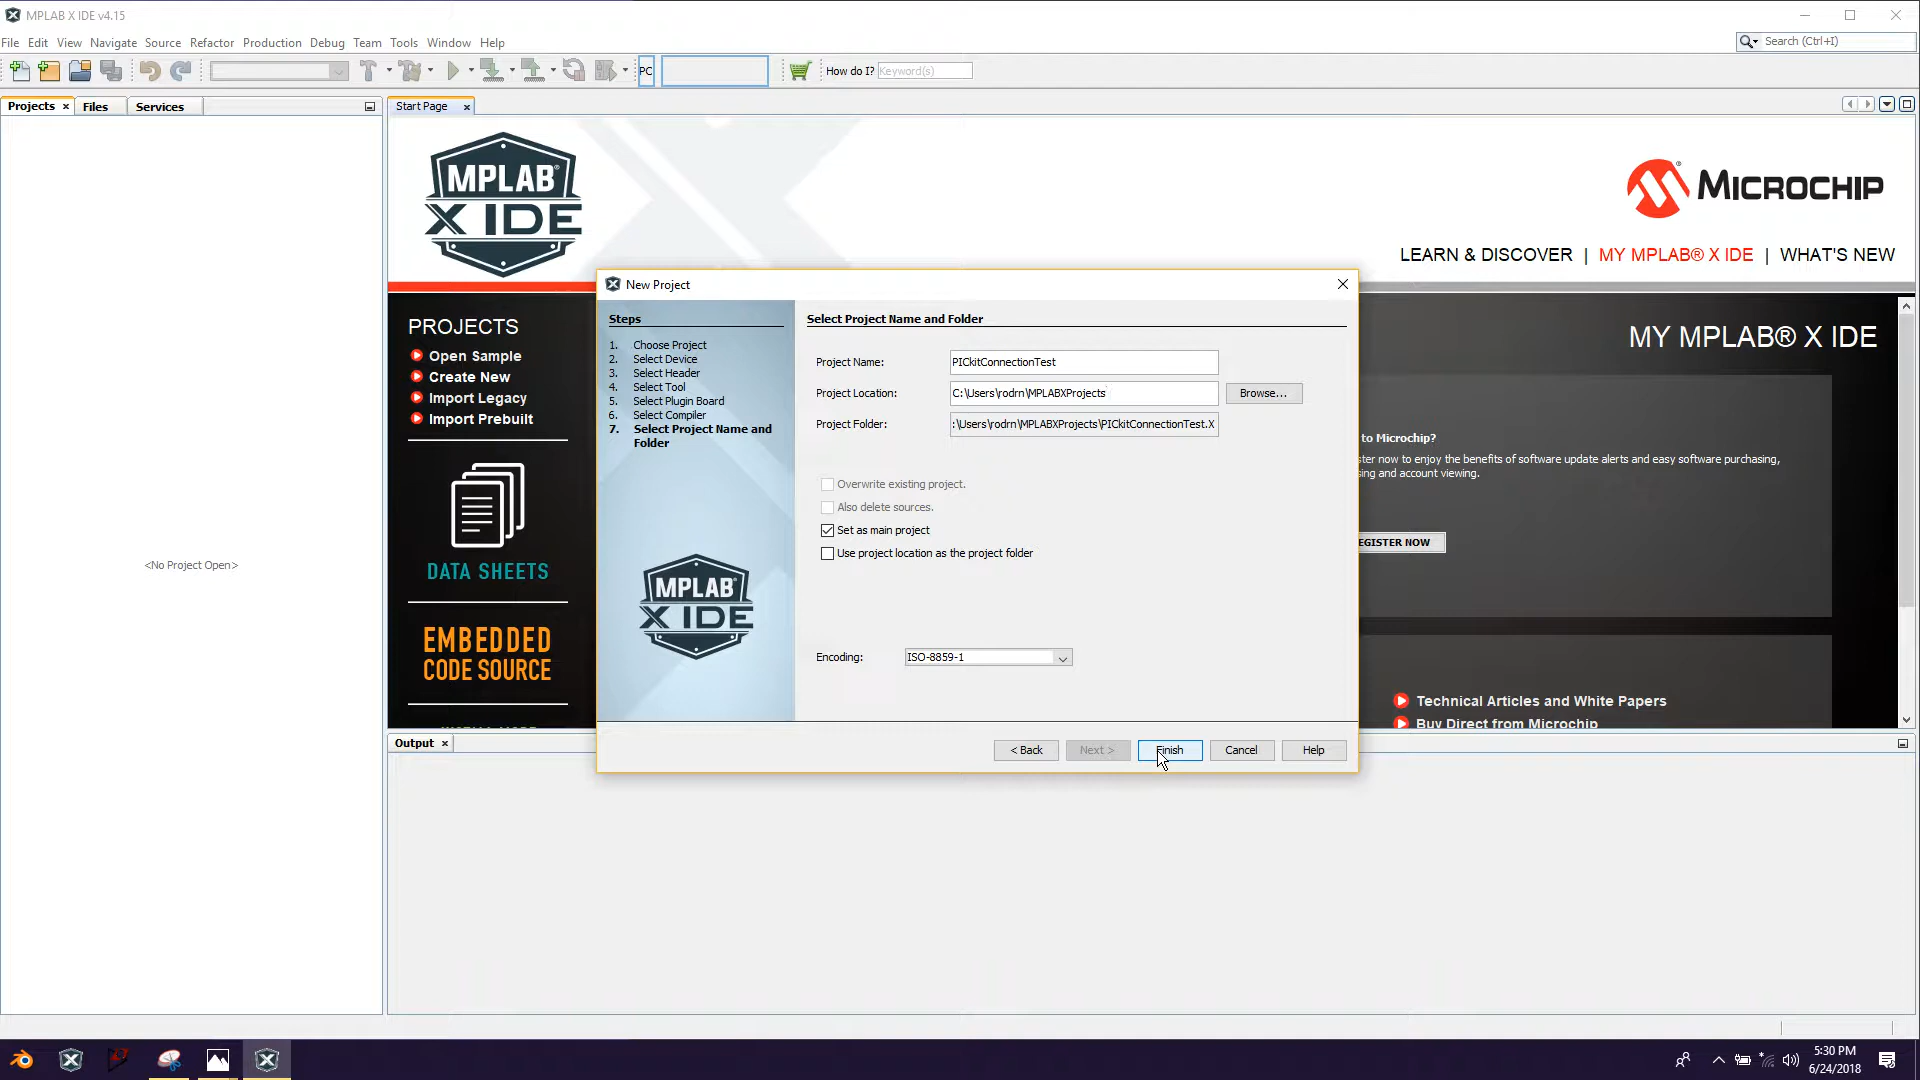 MPLAB X IDE v4.15
File Edit View Navigate Source Refactor Production Debug Team Tools Window Help
Search (Ctrl+I)
PC
How do I? Keyword(s)
Projects Files Services
Start Page
MPLAB®
X IDE
MICROCHIP
LEARN & DISCOVER | MY MPLAB® X IDE | WHAT'S NEW
PROJECTS
Open Sample
Create New
Import Legacy
Import Prebuilt
DATA SHEETS
EMBEDDED
CODE SOURCE
<No Project Open>
New Project
Steps
1. Choose Project
2. Select Device
3. Select Header
4. Select Tool
5. Select Plugin Board
6. Select Compiler
7. Select Project Name and
Folder
MPLAB®
X IDE
Select Project Name and Folder
Project Name: PICkitConnectionTest
Project Location: C:\Users\rodrn\MPLABXProjects Browse...
Project Folder: :\Users\rodrn\MPLABXProjects\PICkitConnectionTest.X
Overwrite existing project.
Also delete sources.
Set as main project
Use project location as the project folder
Encoding: ISO-8859-1
< Back Next > Finish Cancel Help
MY MPLAB® X IDE
to Microchip?
ster now to enjoy the benefits of software update alerts and easy software purchasing,
sing and account viewing.
EGISTER NOW
Technical Articles and White Papers
Buy Direct from Microchip
Output
5:30 PM
6/24/2018